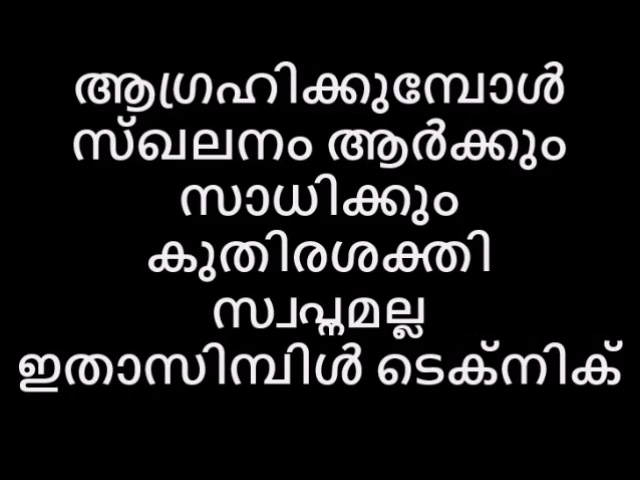 ആഗ്രഹിക്കുമ്പോൾ
സ്ഖലനം ആർക്കും
സാധിക്കും
കുതിരശക്തി
സ്വപ്നമല്ല
ഇതാസിമ്പിൾ ടെക്നിക്